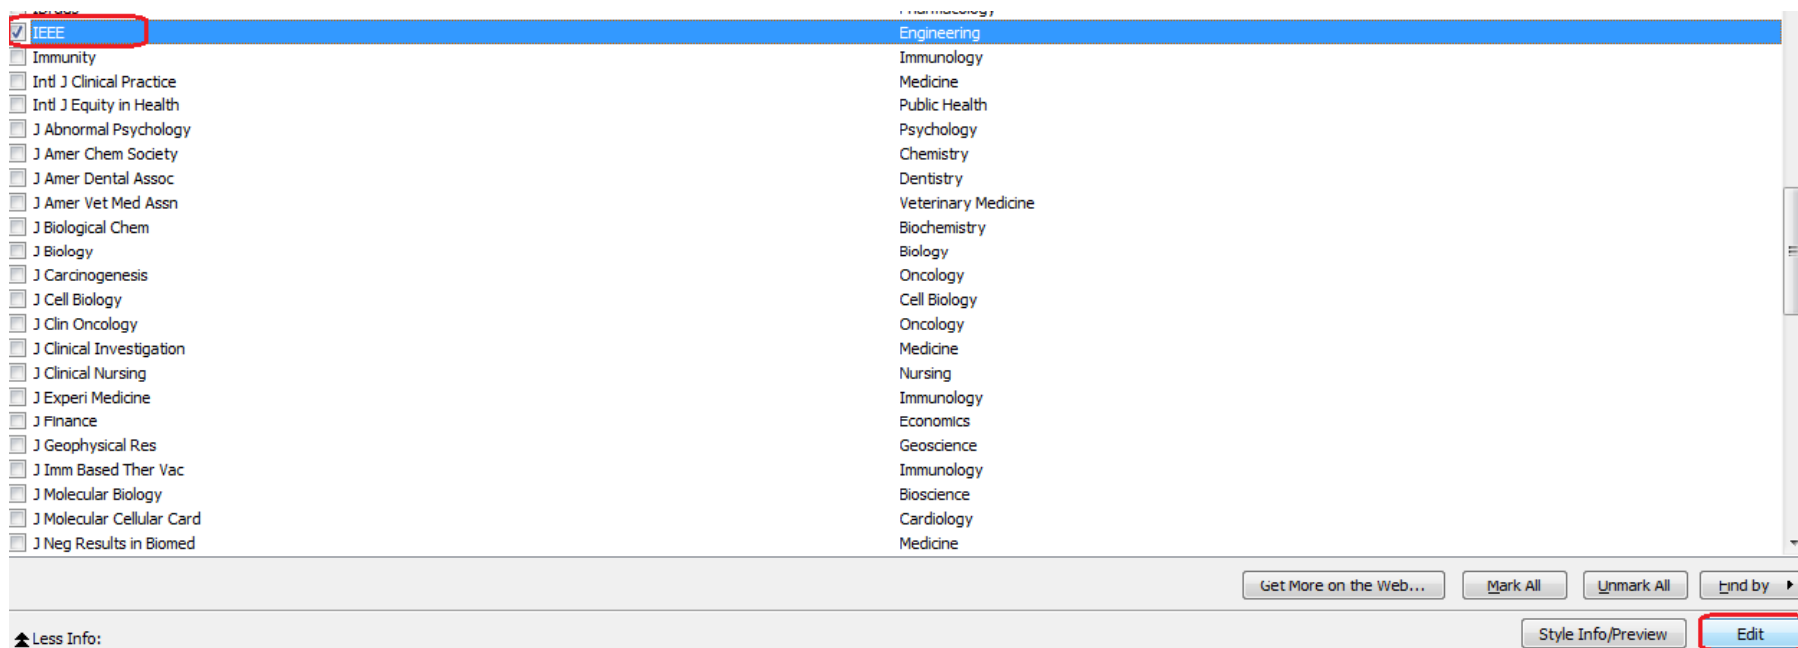 IEEE Engineering
Immunity Immunology
Intl J Clinical Practice Medicine
Intl J Equity in Health Public Health
J Abnormal Psychology Psychology
J Amer Chem Society Chemistry
J Amer Dental Assoc Dentistry
J Amer Vet Med Assn Veterinary Medicine
J Biological Chem Biochemistry
J Biology Biology
J Carcinogenesis Oncology
J Cell Biology Cell Biology
J Clin Oncology Oncology
J Clinical Investigation Medicine
J Clinical Nursing Nursing
J Experi Medicine Immunology
J Finance Economics
J Geophysical Res Geoscience
J Imm Based Ther Vac Immunology
J Molecular Biology Bioscience
J Molecular Cellular Card Cardiology
J Neg Results in Biomed Medicine
Get More on the Web... Mark All Unmark All Find by
Less Info: Style Info/Preview Edit